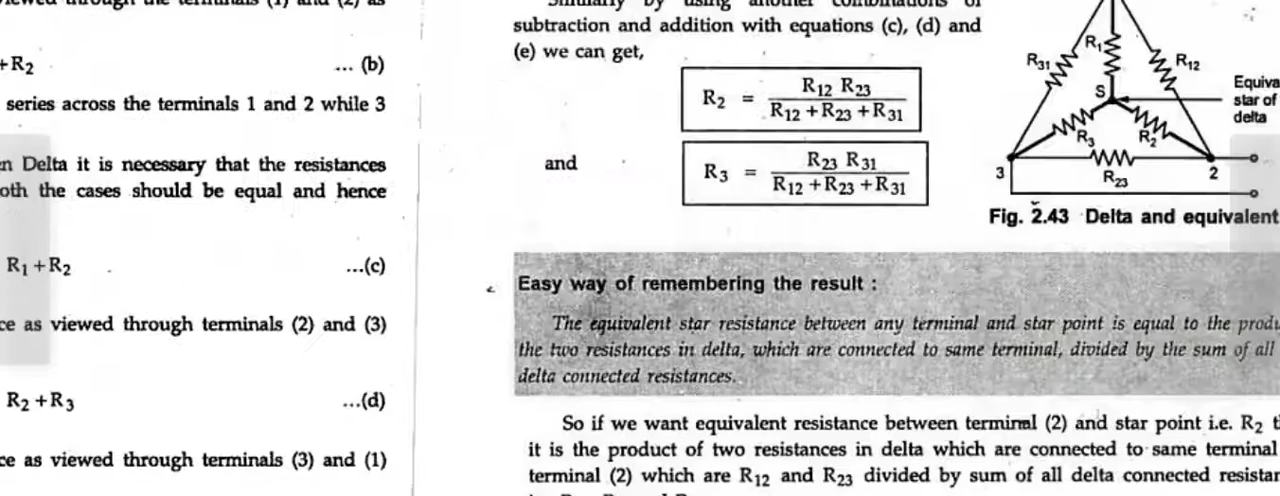 viewed through the terminals (1) and (2) as
+R2 ... (b)
series across the terminals 1 and 2 while 3
Delta it is necessary that the resistances
the cases should be equal and hence
R1 +R2 ...(c)
as viewed through terminals (2) and (3)
R2 +R3 ...(d)
as viewed through terminals (3) and (1)
Similarly by using another combinations of
subtraction and addition with equations (c), (d) and
(e) we can get,
R2 = R12 R23
R12 +R23 +R31
and
R3 = R23 R31
R12 +R23 +R31
R31
R1
R12
S
R3
R2
3
R23
2
star of
delta
Fig. 2.43 Delta and equivalent
Easy way of remembering the result :
The equivalent star resistance between any terminal and star point is equal to the
the two resistances in delta, which are connected to same terminal, divided by the sum of all
delta connected resistances.
So if we want equivalent resistance between terminal (2) and star point i.e. R2
it is the product of two resistances in delta which are connected to same terminal
terminal (2) which are R12 and R23 divided by sum of all delta connected